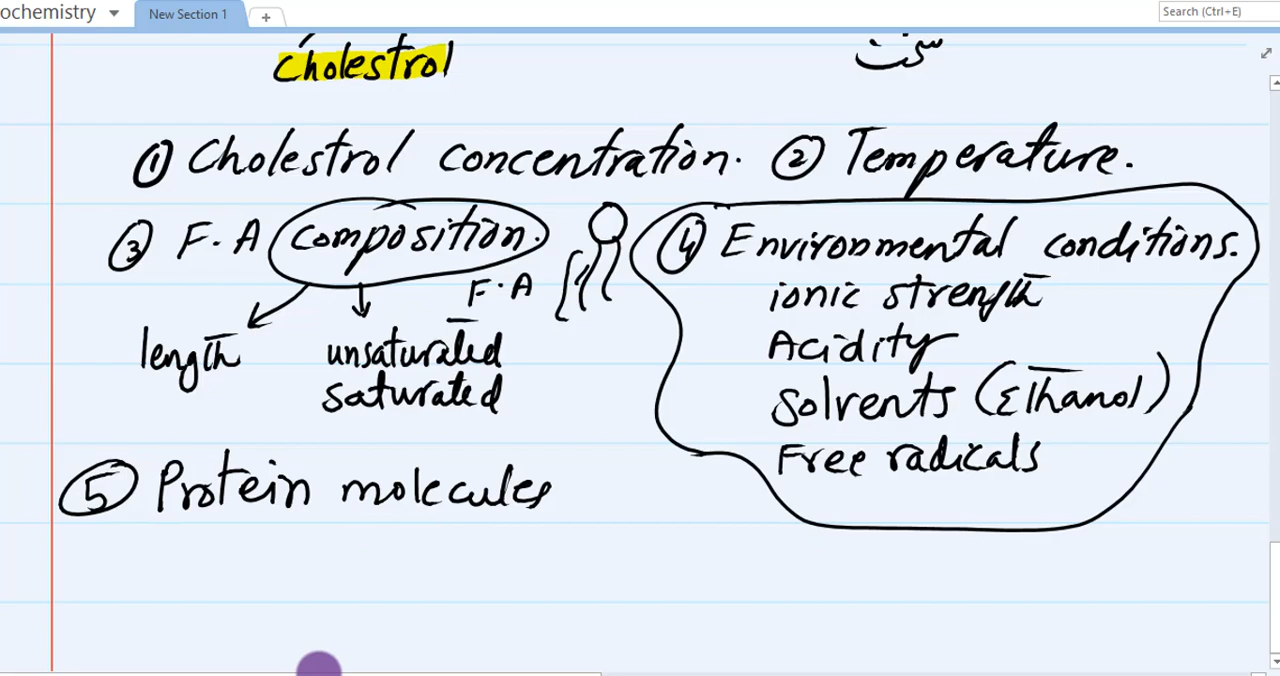 ochemistry New Section 1 + Search (Ctrl+E)
cholestrol
① Cholestrol concentration. ② Temperature.
③ F.A composition. ④ Environmental conditions.
F.A ionic strength
length unsaturated Acidity
saturated Solvents (Ethanol)
Free radicals
⑤ Protein molecules